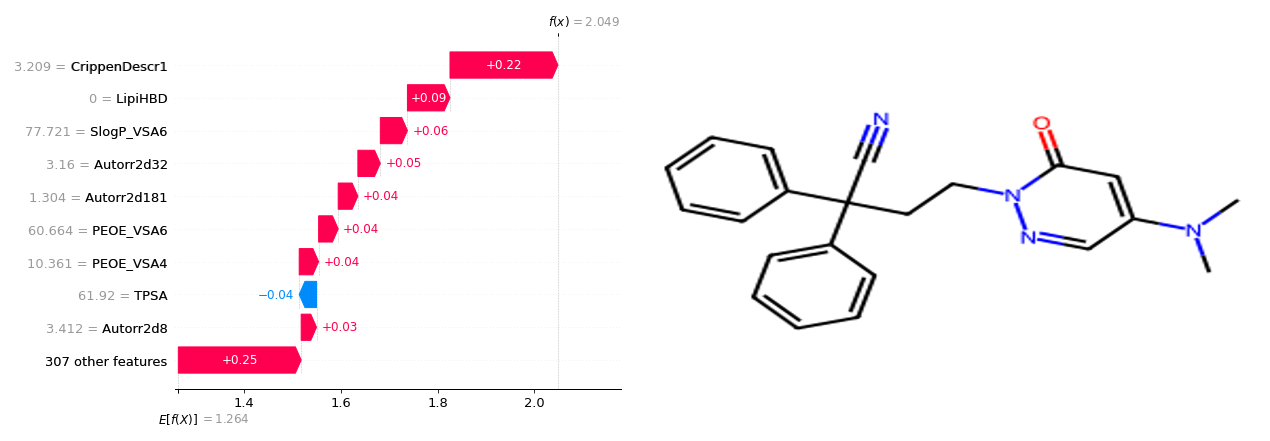 f(x) = 2.049
3.209 = CrippenDescr1
+0.22
0 = LipiHBD
+0.09
77.721 = SlogP_VSA6
+0.06
3.16 = Autorr2d32
+0.05
1.304 = Autorr2d181
+0.04
60.664 = PEOE_VSA6
+0.04
10.361 = PEOE_VSA4
+0.04
61.92 = TPSA
−0.04
3.412 = Autorr2d8
+0.03
307 other features
+0.25
1.4 1.6 1.8 2.0
E[f(X)] = 1.264
N
O
N
N
N